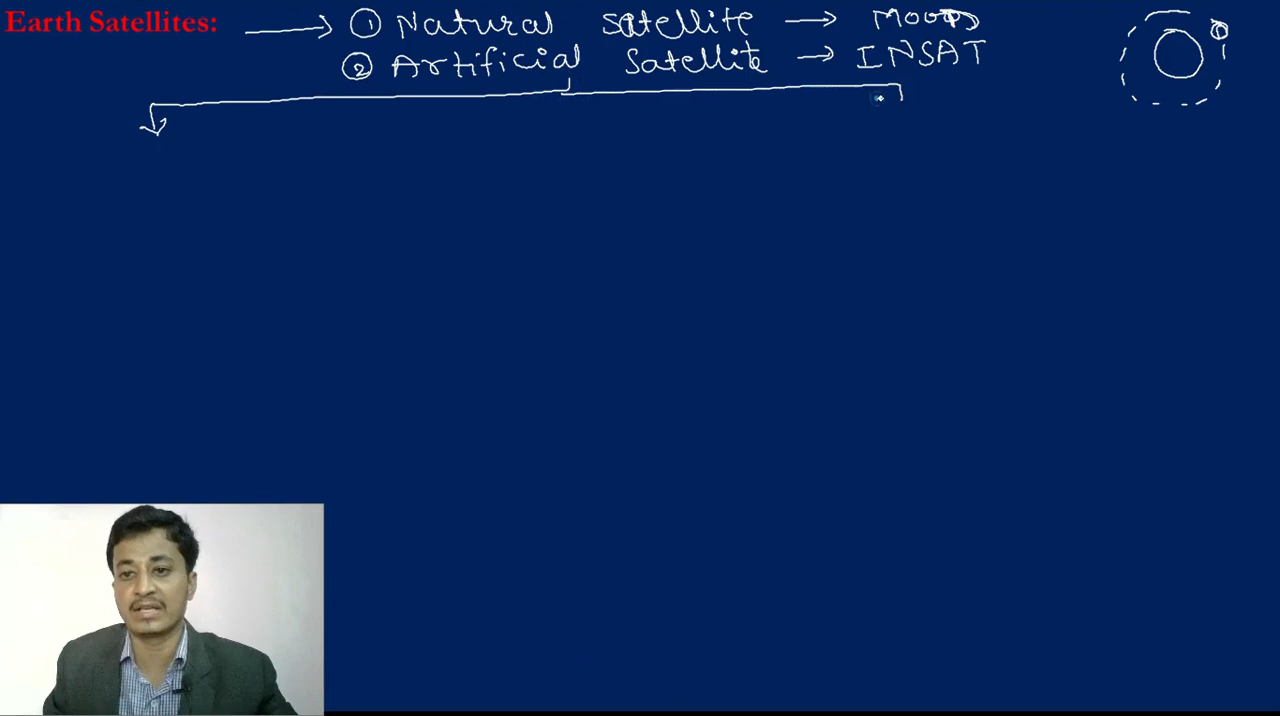 Earth Satellites: → ① Natural Satellite → Moon
② Artificial Satellite → INSAT